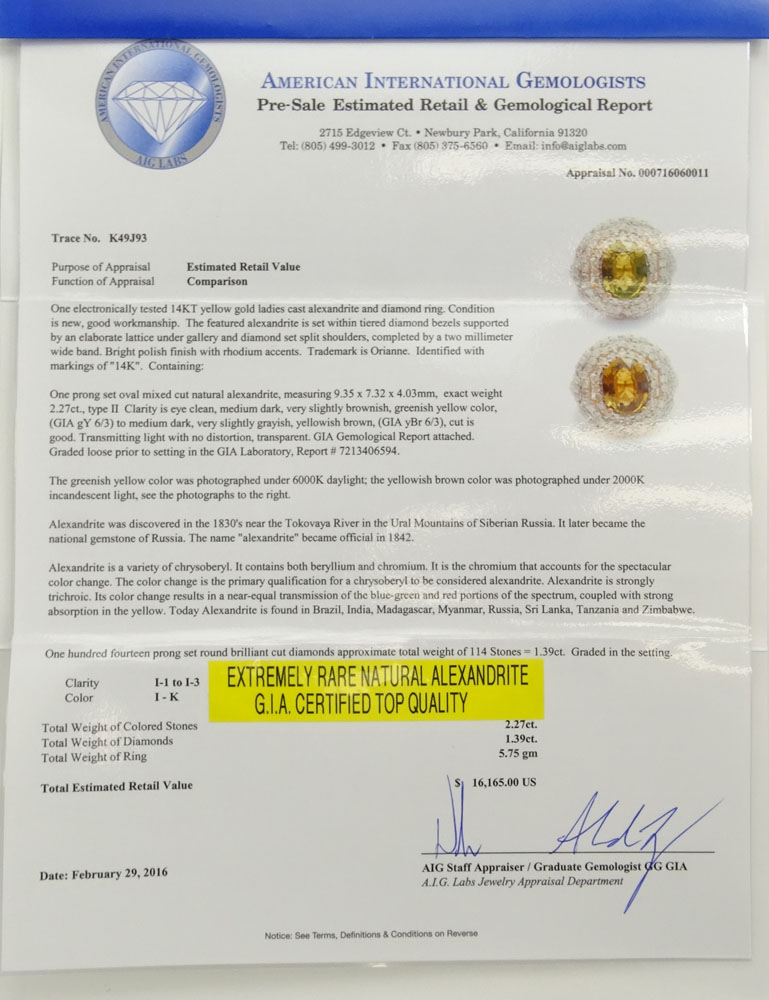 AMERICAN INTERNATIONAL GEMOLOGISTS
AIG LABS
AMERICAN INTERNATIONAL GEMOLOGISTS
Pre-Sale Estimated Retail & Gemological Report
2715 Edgeview Ct. • Newbury Park, California 91320
Tel: (805) 499-3012 • Fax (805) 375-6560 • Email: info@aiglabs.com
Appraisal No. 000716060011
Trace No. K49J93
Purpose of Appraisal Estimated Retail Value
Function of Appraisal Comparison
One electronically tested 14KT yellow gold ladies cast alexandrite and diamond ring. Condition
is new, good workmanship. The featured alexandrite is set within tiered diamond bezels supported
by an elaborate lattice under gallery and diamond set split shoulders, completed by a two millimeter
wide band. Bright polish finish with rhodium accents. Trademark is Orianne. Identified with
markings of "14K". Containing:
One prong set oval mixed cut natural alexandrite, measuring 9.35 x 7.32 x 4.03mm, exact weight
2.27ct., type II Clarity is eye clean, medium dark, very slightly brownish, greenish yellow color,
(GIA gY 6/3) to medium dark, very slightly grayish, yellowish brown, (GIA yBr 6/3), cut is
good. Transmitting light with no distortion, transparent. GIA Gemological Report attached.
Graded loose prior to setting in the GIA Laboratory, Report # 7213406594.
The greenish yellow color was photographed under 6000K daylight; the yellowish brown color was photographed under 2000K
incandescent light, see the photographs to the right.
Alexandrite was discovered in the 1830's near the Tokovaya River in the Ural Mountains of Siberian Russia. It later became the
national gemstone of Russia. The name "alexandrite" became official in 1842.
Alexandrite is a variety of chrysoberyl. It contains both beryllium and chromium. It is the chromium that accounts for the spectacular
color change. The color change is the primary qualification for a chrysoberyl to be considered alexandrite. Alexandrite is strongly
trichroic. Its color change results in a near-equal transmission of the blue-green and red portions of the spectrum, coupled with strong
absorption in the yellow. Today Alexandrite is found in Brazil, India, Madagascar, Myanmar, Russia, Sri Lanka, Tanzania and Zimbabwe.
One hundred fourteen prong set round brilliant cut diamonds approximate total weight of 114 Stones = 1.39ct. Graded in the setting.
Clarity I-1 to I-3
Color I - K
EXTREMELY RARE NATURAL ALEXANDRITE
G.I.A. CERTIFIED TOP QUALITY
Total Weight of Colored Stones 2.27ct.
Total Weight of Diamonds 1.39ct.
Total Weight of Ring 5.75 gm
Total Estimated Retail Value $ 16,165.00 US
AIG Staff Appraiser / Graduate Gemologist GG GIA
A.I.G. Labs Jewelry Appraisal Department
Date: February 29, 2016
Notice: See Terms, Definitions & Conditions on Reverse